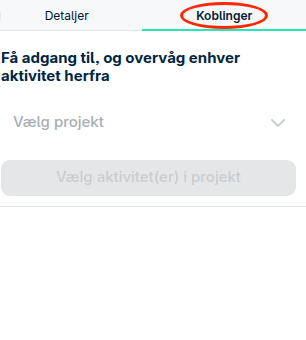 Detaljer
Koblinger
Få adgang til, og overvåg enhver
aktivitet herfra
Vælg projekt
Vælg aktivitet(er) i projekt